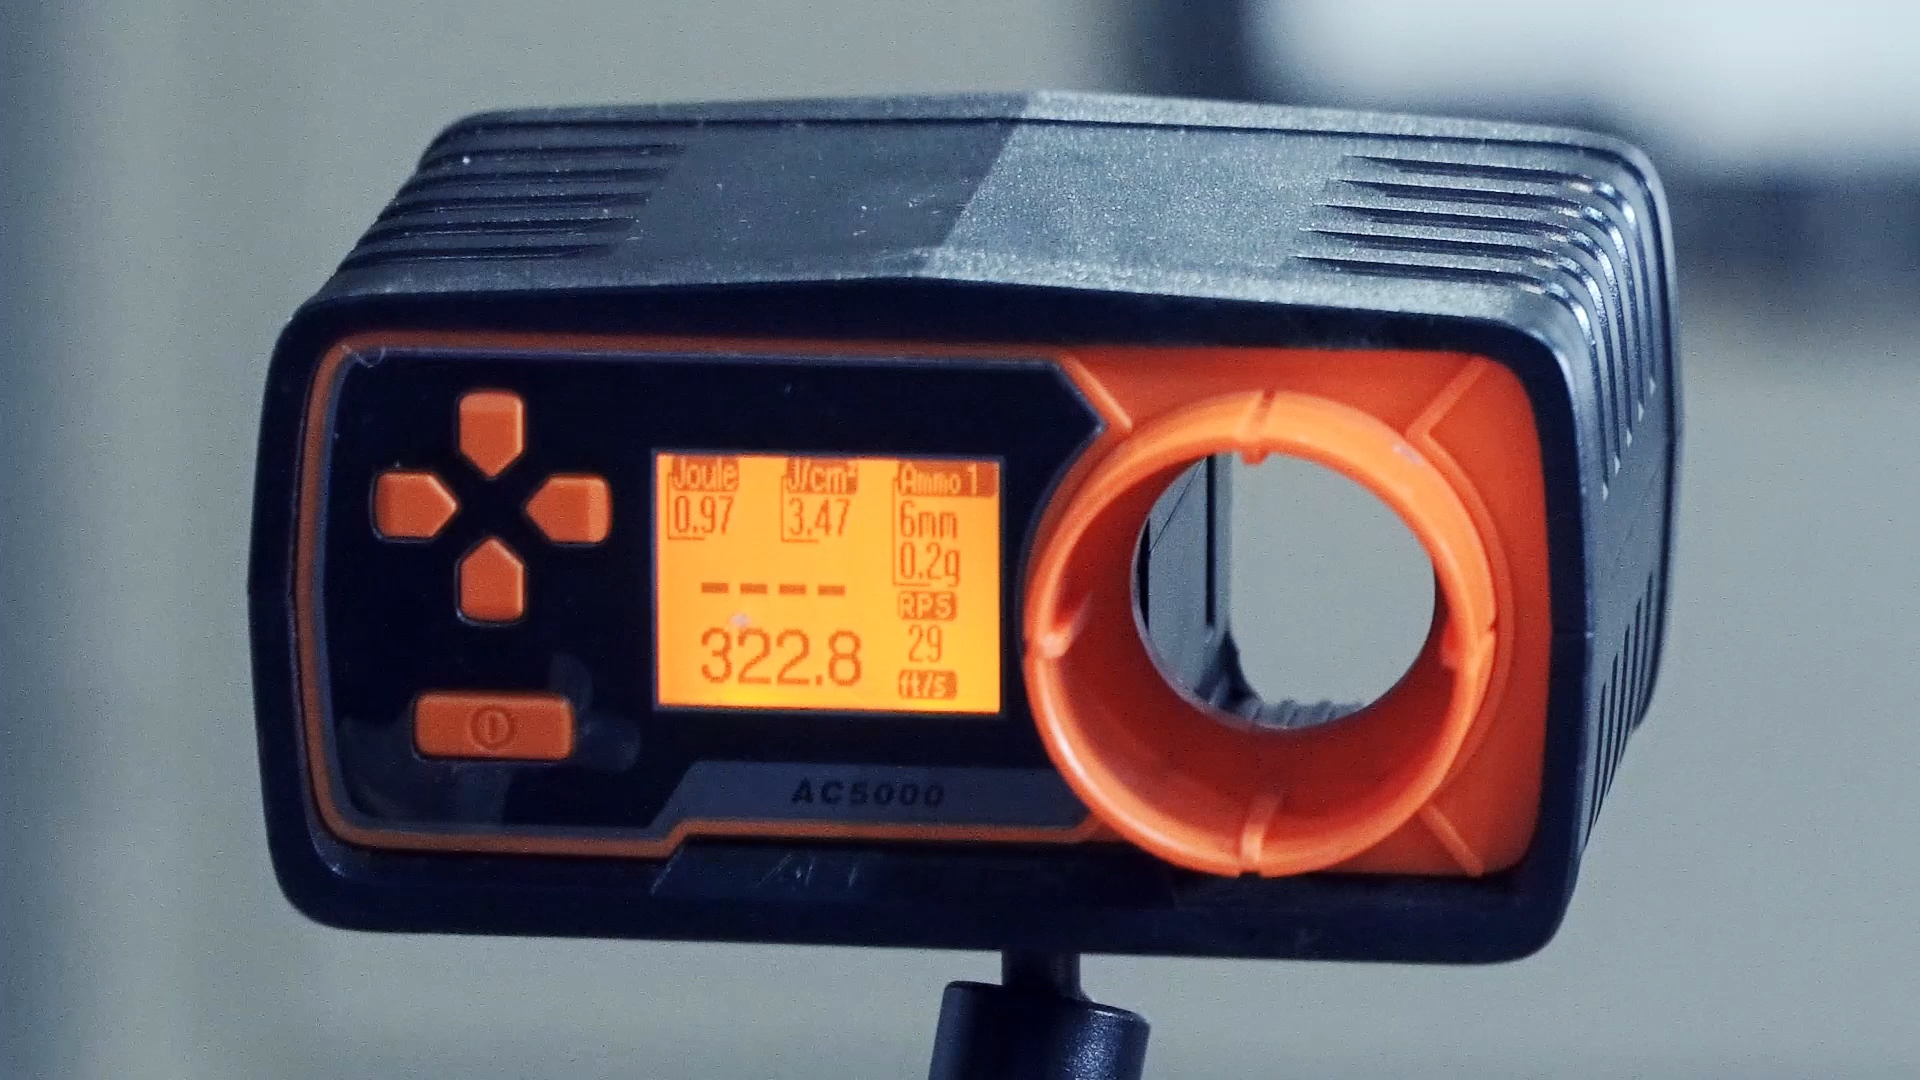 Joule J/cm² Ammo 1
0.97 3.47 6mm
0.2g
---- RPS
322.8 29
ft/s
AC5000